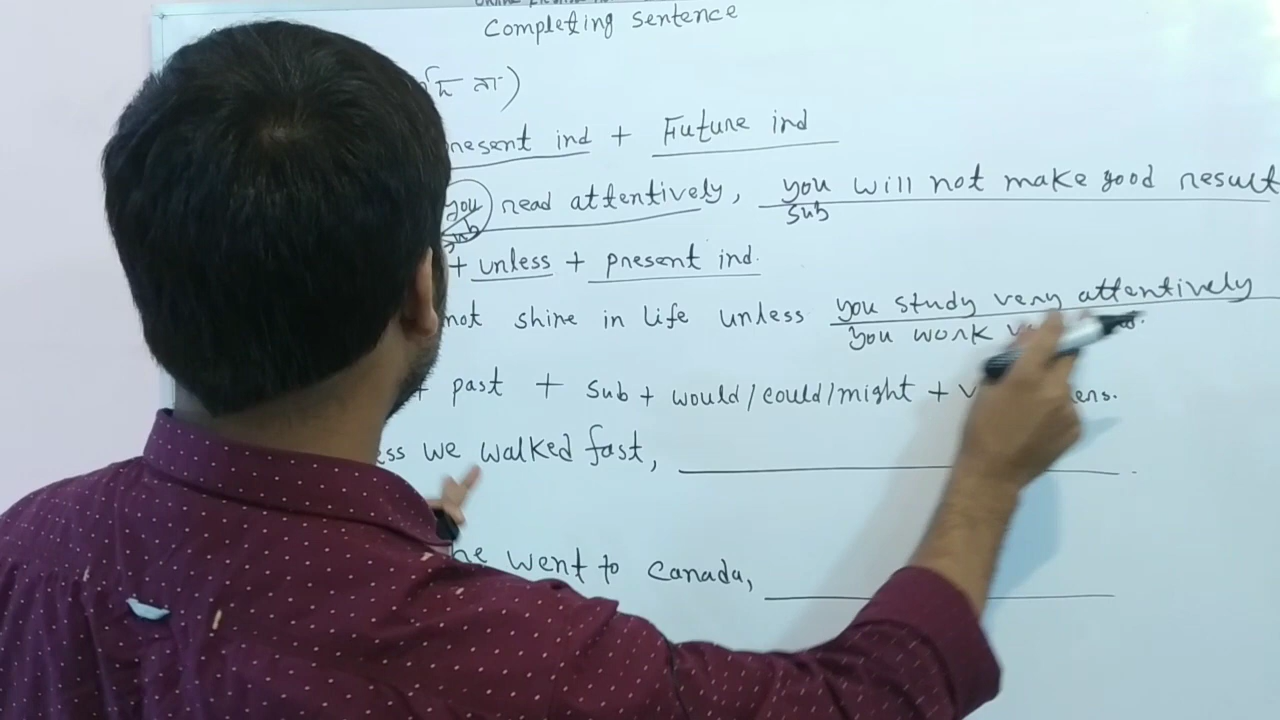 Completing sentence
না)
present ind + Future ind
you read attentively, you will not make good result
sub sub
+ unless + present ind.
not shine in life unless you study very attentively
you work
+ past + sub + would/could/might +
we walked fast,
he went to Canada,